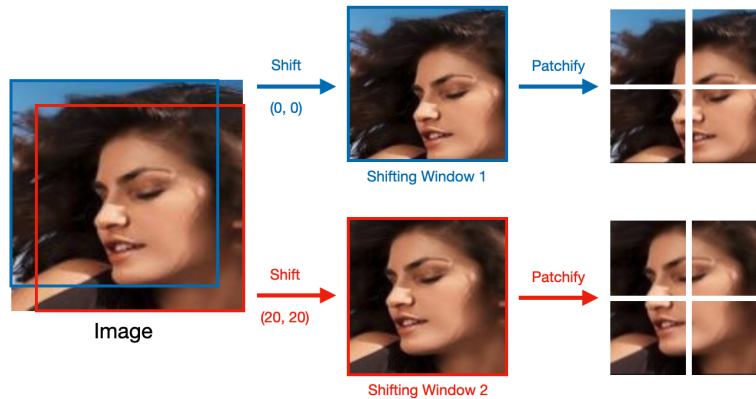 Shift
(0, 0)
Patchify
Shifting Window 1
Image
Shift
(20, 20)
Patchify
Shifting Window 2